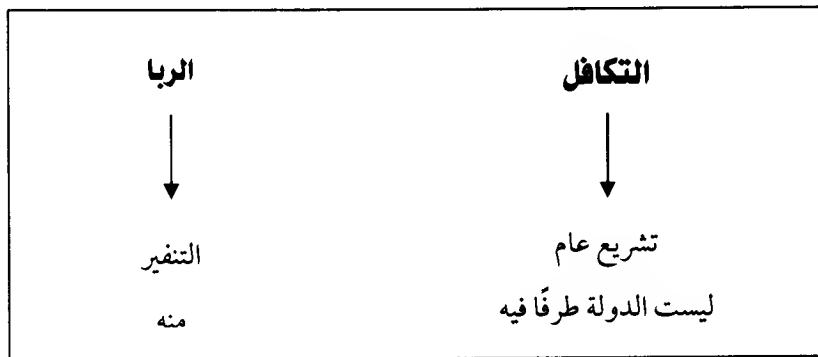 التكافل
الربا
تشريع عام
التنفير
ليست الدولة طرفًا فيه
منه